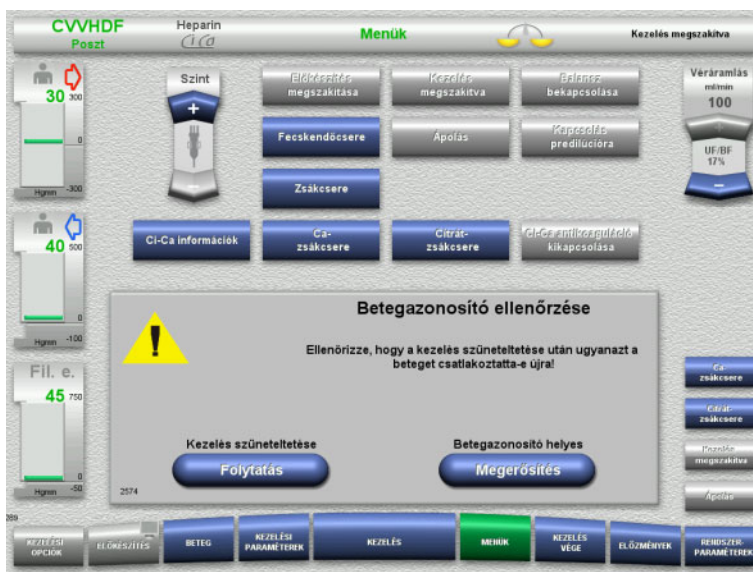 CVVHDF
Poszt
Heparin
Ci Ca
Menük
Kezelés megszakítva
30
300
0
Hgmm
-300
Szint
+
Előkészítés
megszakítása
Kezelés
megszakítva
Balansz
bekapcsolása
Fecskendőcsere
Ápolás
Kapcsolás
predilúcióra
Zsákcsere
Véráramlás
ml/min
100
+
UF/BF
17%
–
Ci-Ca információk
Ca-
zsákcsere
Citrát-
zsákcsere
Ci-Ca antikoaguláció
kikapcsolása
40
500
0
Hgmm
-100
Betegazonosító ellenőrzése
Ellenőrizze, hogy a kezelés szüneteltetése után ugyanazt a
beteget csatlakoztatta-e újra!
Kezelés szüneteltetése
Folytatás
Betegazonosító helyes
Megerősítés
2574
Fil. e.
45
750
0
Hgmm
-50
Ca-
zsákcsere
Citrát-
zsákcsere
Kezelés
megszakítva
Ápolás
KEZELÉSI
OPCIÓK
ELŐKÉSZÍTÉS
BETEG
KEZELÉSI
PARAMÉTEREK
KEZELÉS
MENÜK
KEZELÉS
VÉGE
ELŐZMÉNYEK
RENDSZER-
PARAMÉTEREK